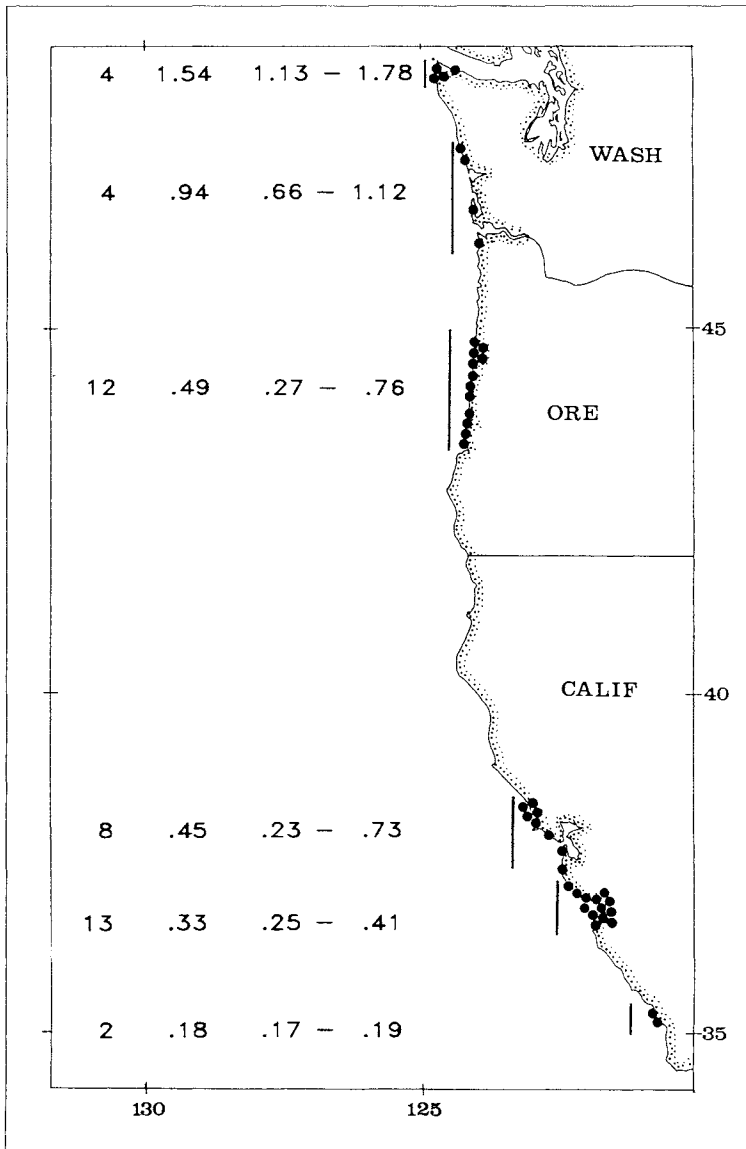 4 1.54 1.13 – 1.78
WASH
4 .94 .66 – 1.12
45
12 .49 .27 – .76
ORE
CALIF
40
8 .45 .23 – .73
13 .33 .25 – .41
2 .18 .17 – .19
35
130 125